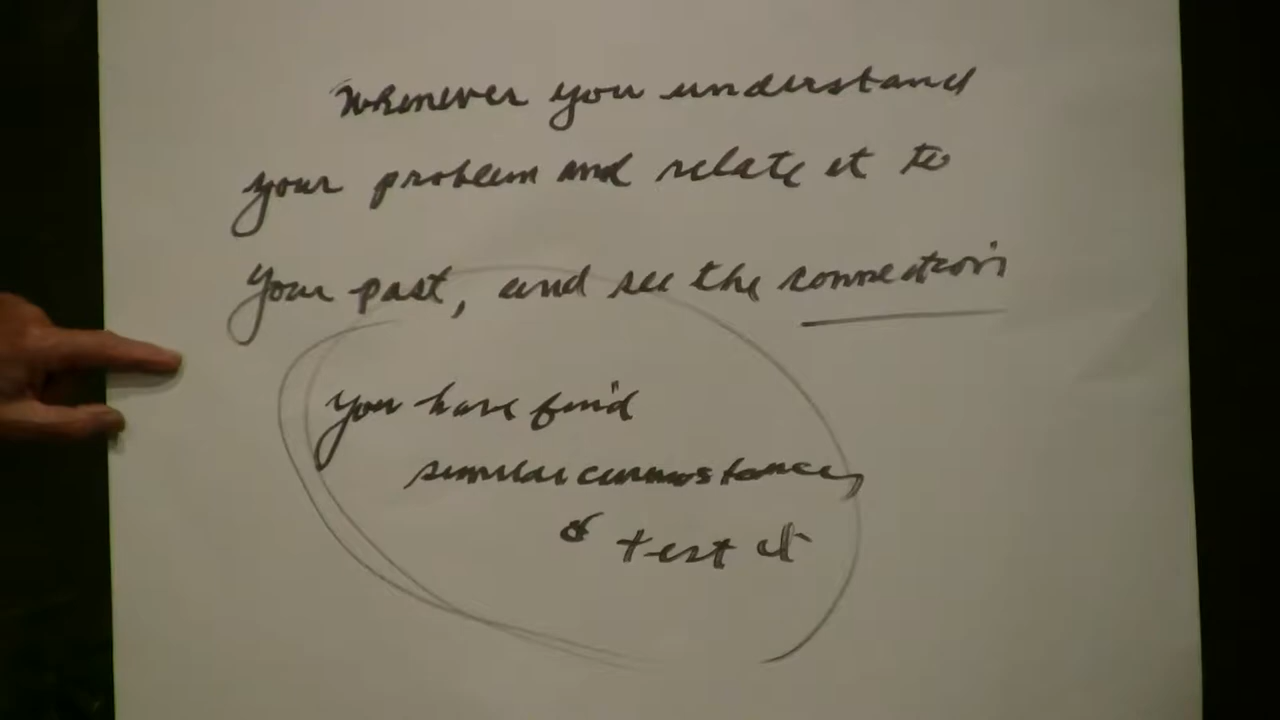 Whenever you understand
your problem and relate it to
your past, and see the connection
you have find
similar circumstances
& test it